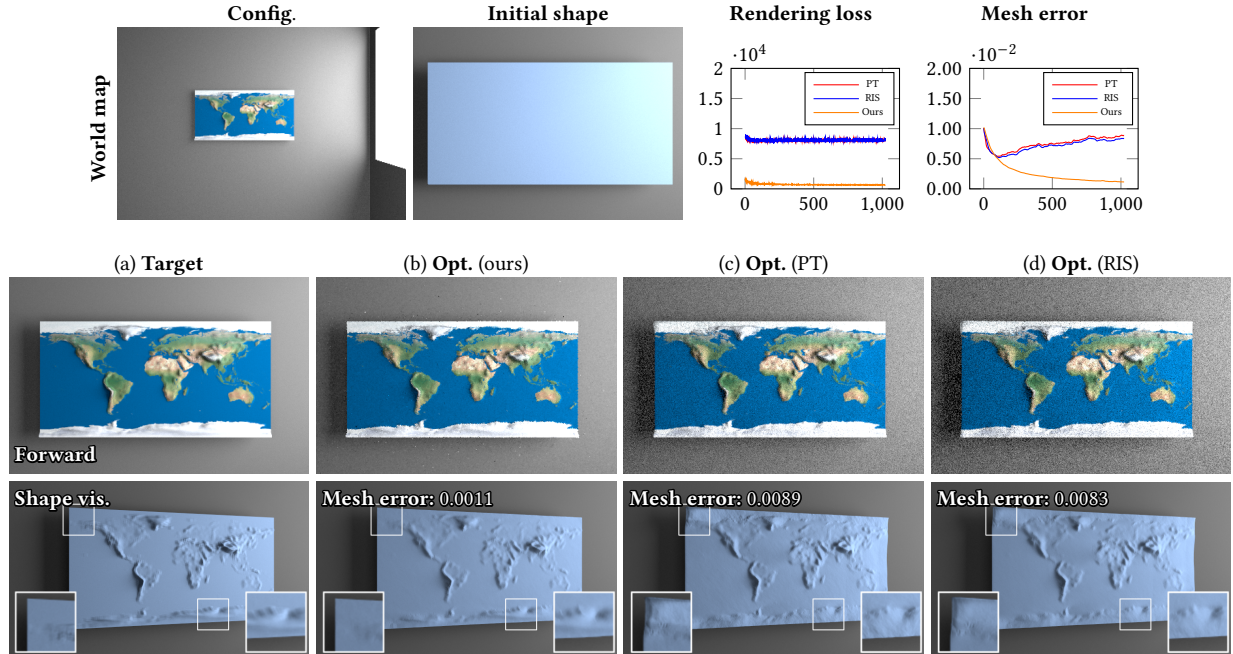 Config.
Initial shape
Rendering loss
Mesh error
World map
·10⁴
2
1.5
1
0.5
0
0
500
1,000
PT
RIS
Ours
·10⁻²
2.00
1.50
1.00
0.50
0.00
0
500
1,000
PT
RIS
Ours
(a) Target
(b) Opt. (ours)
(c) Opt. (PT)
(d) Opt. (RIS)
Forward
Shape vis.
Mesh error: 0.0011
Mesh error: 0.0089
Mesh error: 0.0083